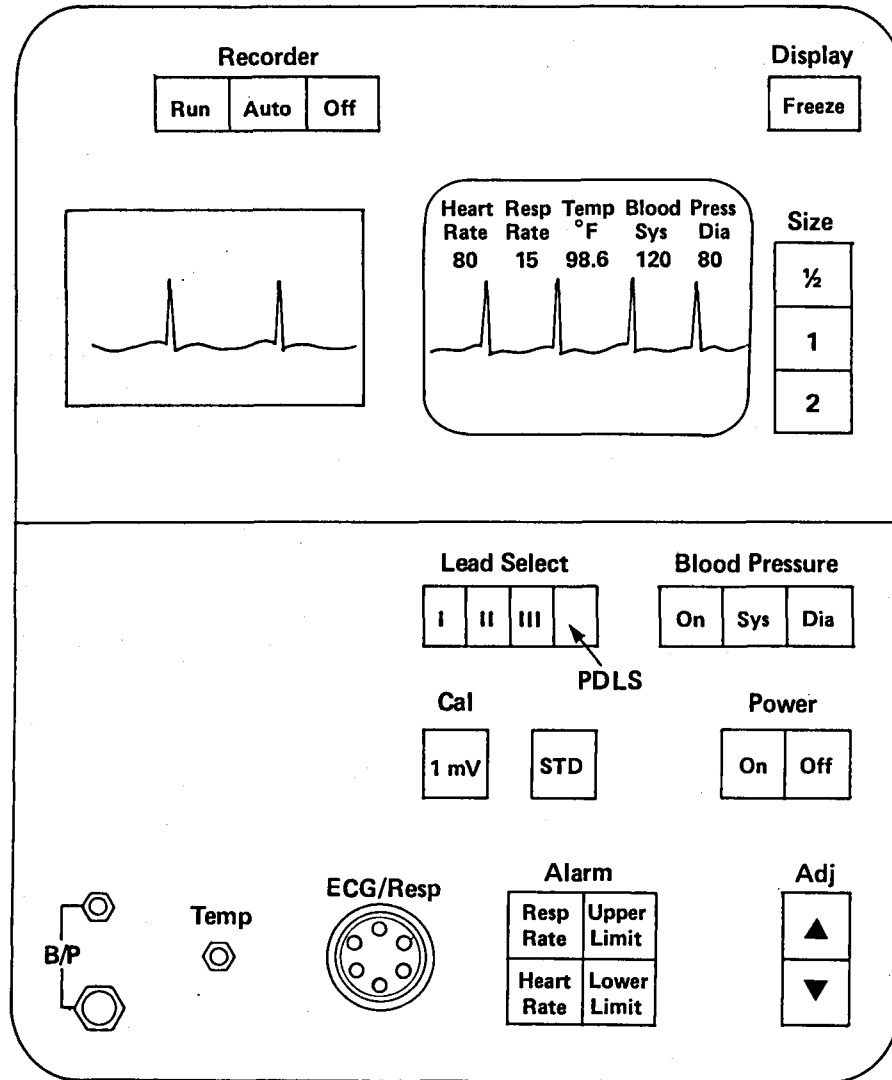 Recorder
Run Auto Off
Display
Freeze
Heart Resp Temp Blood Press
Rate Rate °F Sys Dia
80 15 98.6 120 80
Size
½
1
2
Lead Select
I II III
PDLS
Blood Pressure
On Sys Dia
Cal
1 mV
STD
Power
On Off
B/P
Temp
ECG/Resp
Alarm
Resp Upper
Rate Limit
Heart Lower
Rate Limit
Adj
▲
▼